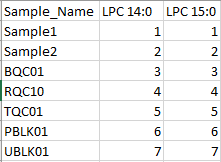 Sample_Name LPC 14:0 LPC 15:0
Sample1 1 1
Sample2 2 2
BQC01 3 3
RQC10 4 4
TQC01 5 5
PBLK01 6 6
UBLK01 7 7